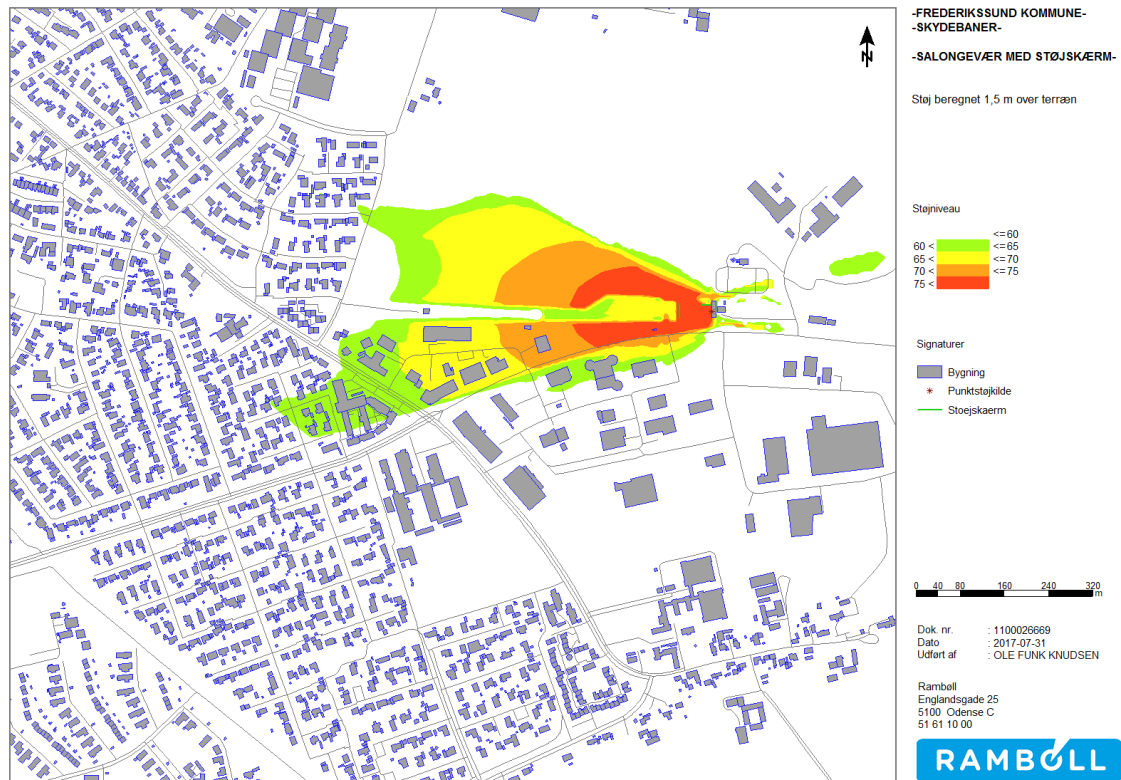 -FREDERIKSSUND KOMMUNE-
-SKYDEBANER-
-SALONGEVÆR MED STØJSKÆRM-
Støj beregnet 1,5 m over terræn
N
Støjniveau
<= 60
60 < <= 65
65 < <= 70
70 < <= 75
75 <
Signaturer
Bygning
Punktstøjkilde
Stoejskaerm
0 40 80 160 240 320
m
Dok. nr. : 1100026669
Dato : 2017-07-31
Udført af : OLE FUNK KNUDSEN
Rambøll
Englandsgade 25
5100 Odense C
51 61 10 00
RAMBOLL